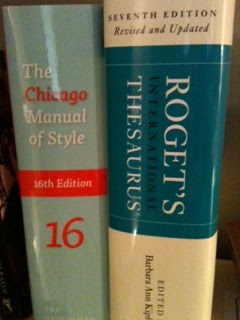 The
Chicago
Manual
of Style
16th Edition
16
THE
SEVENTH EDITION
Revised and Updated
ROGET'S
INTERNATIONAL
THESAURUS
EDITED
Barbara Ann